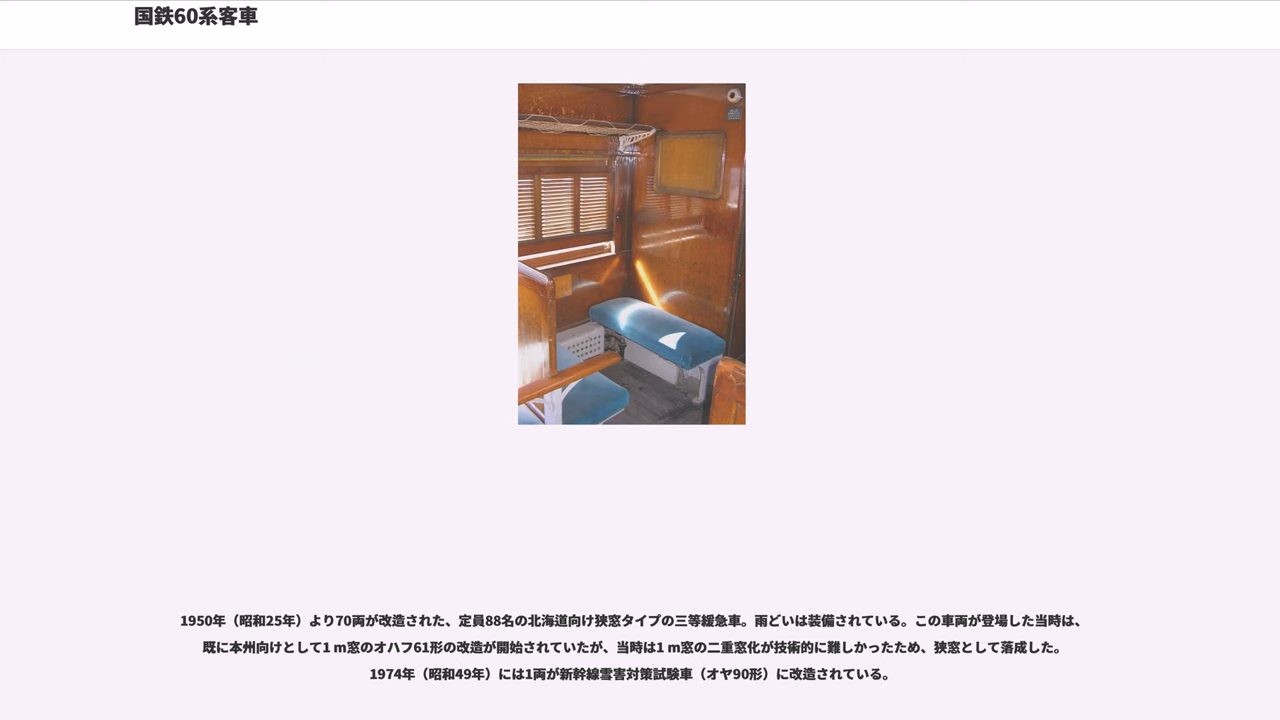 国鉄60系客車
1950年（昭和25年）より70両が改造された、定員88名の北海道向け狭窓タイプの三等緩急車。雨どいは装備されている。この車両が登場した当時は、
既に本州向けとして1 m窓のオハフ61形の改造が開始されていたが、当時は1 m窓の二重窓化が技術的に難しかったため、狭窓として落成した。
1974年（昭和49年）には1両が新幹線雪害対策試験車（オヤ90形）に改造されている。